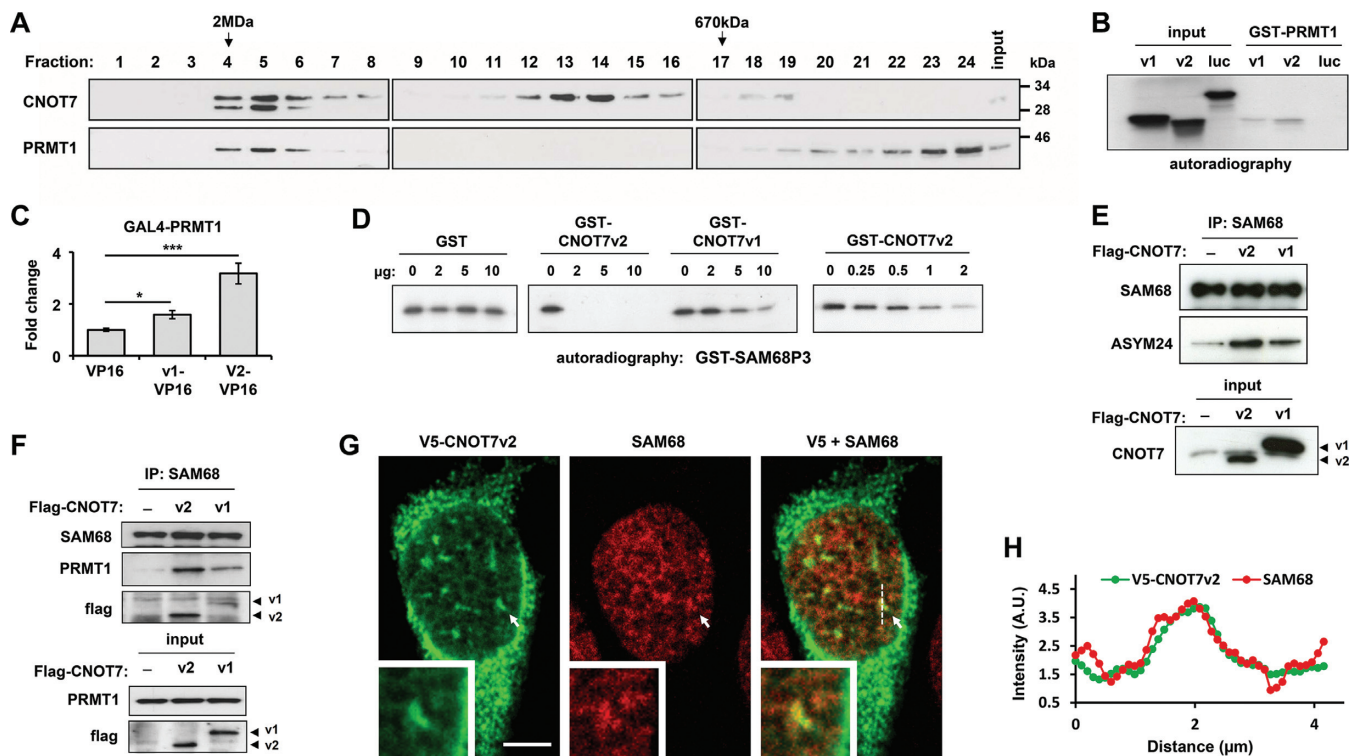 A
2MDa
670kDa
Fraction: 1 2 3 4 5 6 7 8 9 10 11 12 13 14 15 16 17 18 19 20 21 22 23 24 input kDa
CNOT7
34
28
PRMT1
46
B
input GST-PRMT1
v1 v2 luc v1 v2 luc
autoradiography
C
GAL4-PRMT1
***
*
Fold change
4
2
0
VP16 v1-VP16 V2-VP16
D
GST GST-CNOT7v2 GST-CNOT7v1 GST-CNOT7v2
µg: 0 2 5 10 0 2 5 10 0 2 5 10 0 0.25 0.5 1 2
autoradiography: GST-SAM68P3
E
IP: SAM68
Flag-CNOT7: – v2 v1
SAM68
ASYM24
input
Flag-CNOT7: – v2 v1
CNOT7
v1
v2
F
IP: SAM68
Flag-CNOT7: – v2 v1
SAM68
PRMT1
flag
v1
v2
input
Flag-CNOT7: – v2 v1
PRMT1
flag
v1
v2
G
V5-CNOT7v2 SAM68 V5 + SAM68
H
V5-CNOT7v2 SAM68
Intensity (A.U.)
4.5
3.5
2.5
1.5
0 2 4
Distance (µm)